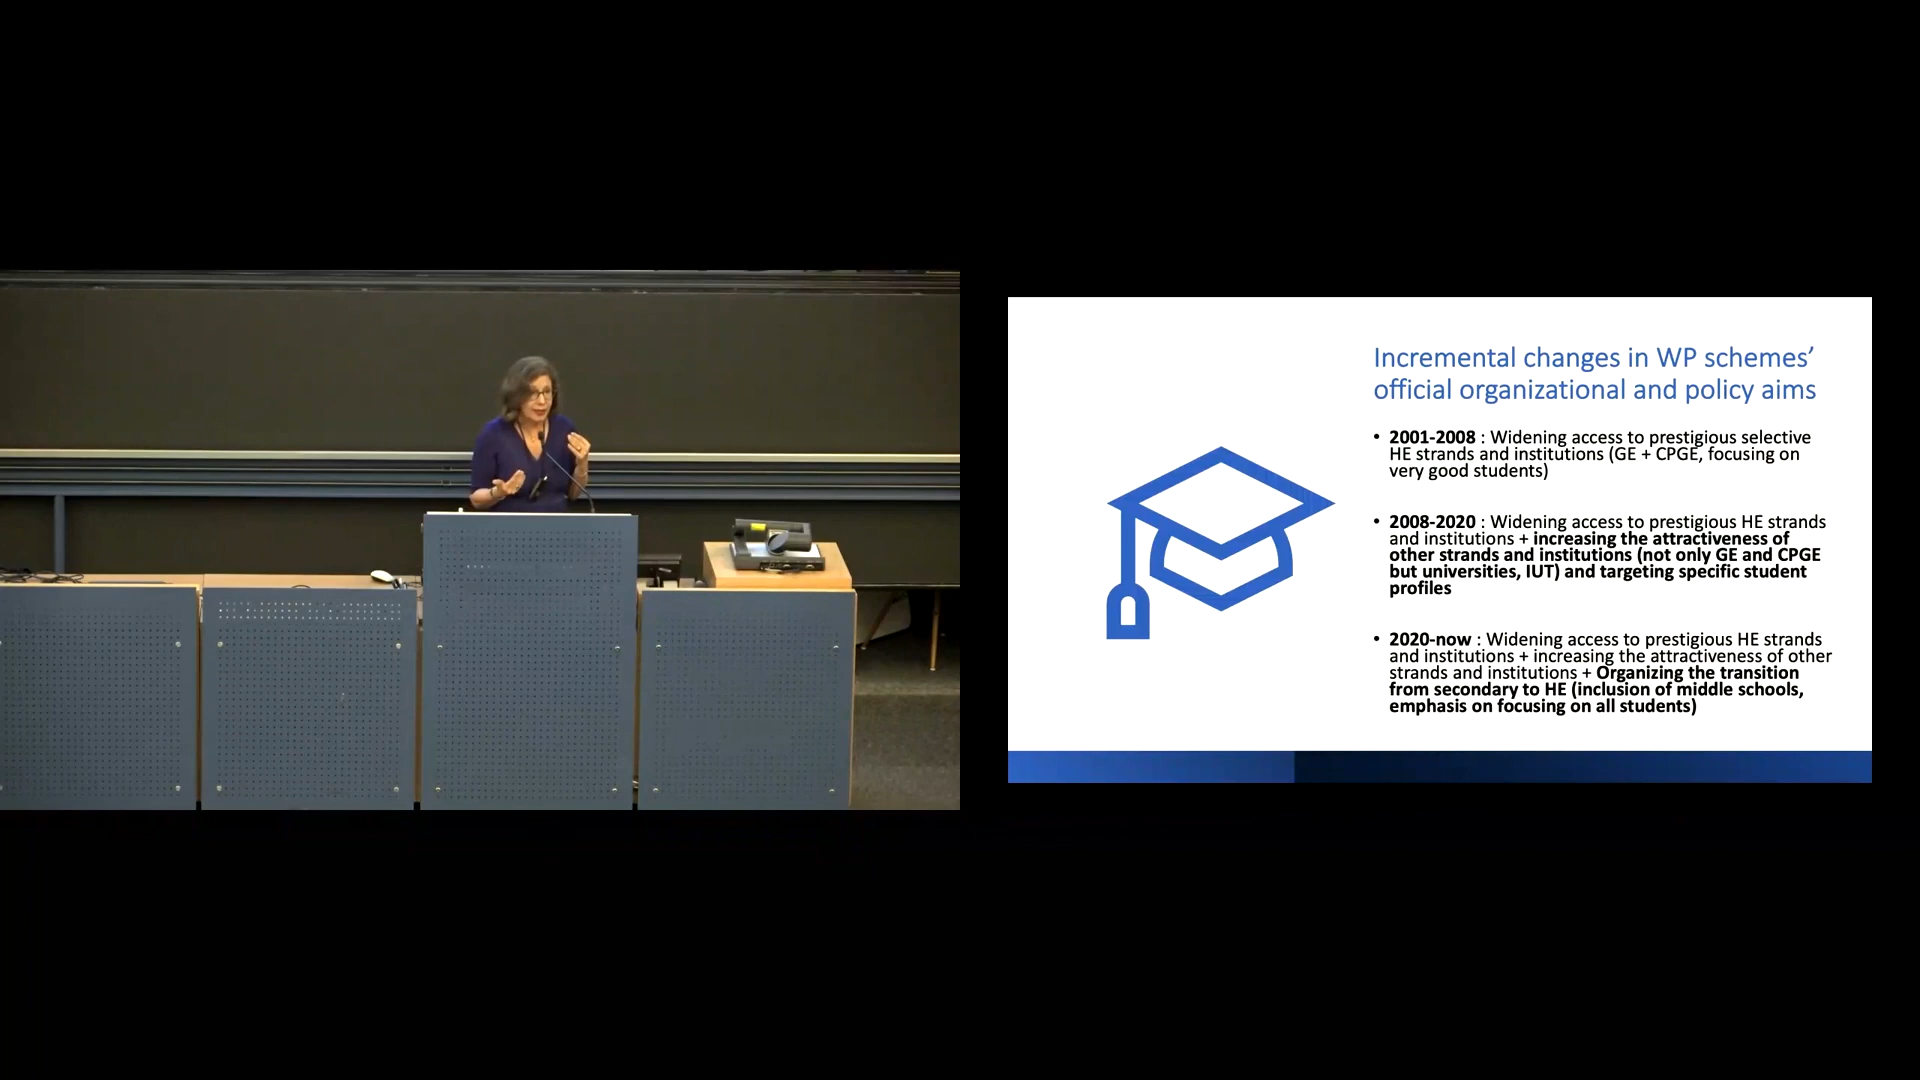 Incremental changes in WP schemes’
official organizational and policy aims
• 2001-2008 : Widening access to prestigious selective
HE strands and institutions (GE + CPGE, focusing on
very good students)
• 2008-2020 : Widening access to prestigious HE strands
and institutions + increasing the attractiveness of
other strands and institutions (not only GE and CPGE
but universities, IUT) and targeting specific student
profiles
• 2020-now : Widening access to prestigious HE strands
and institutions + increasing the attractiveness of other
strands and institutions + Organizing the transition
from secondary to HE (inclusion of middle schools,
emphasis on focusing on all students)